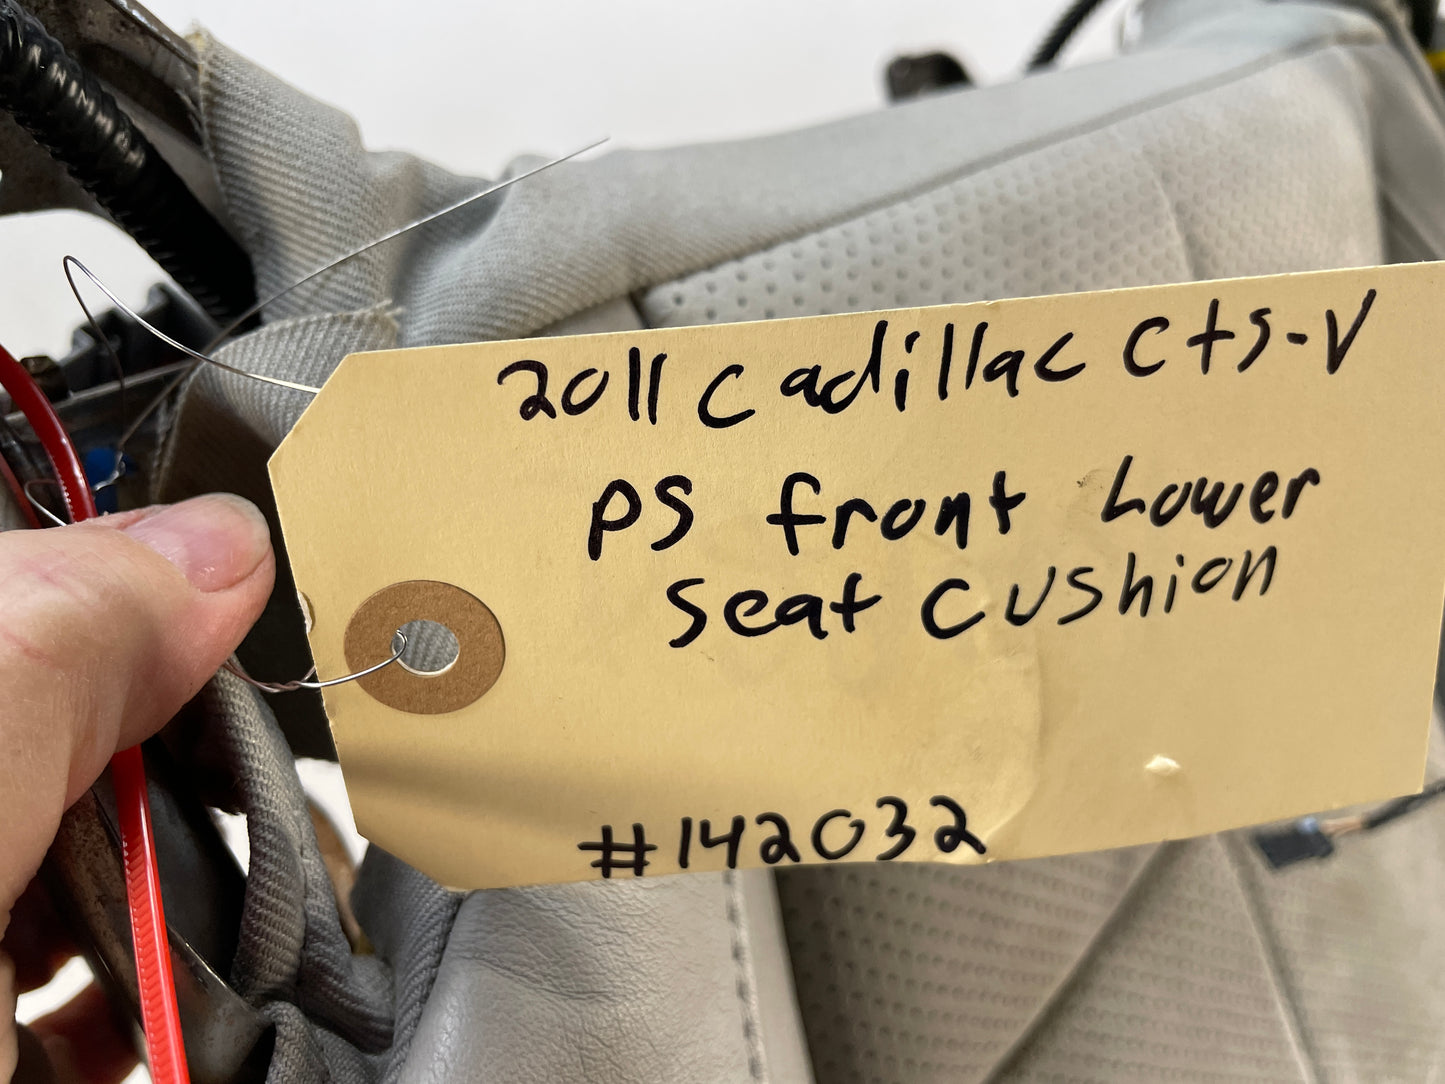 2011 Cadillac Cts-V
PS front Lower
Seat Cushion
#142032